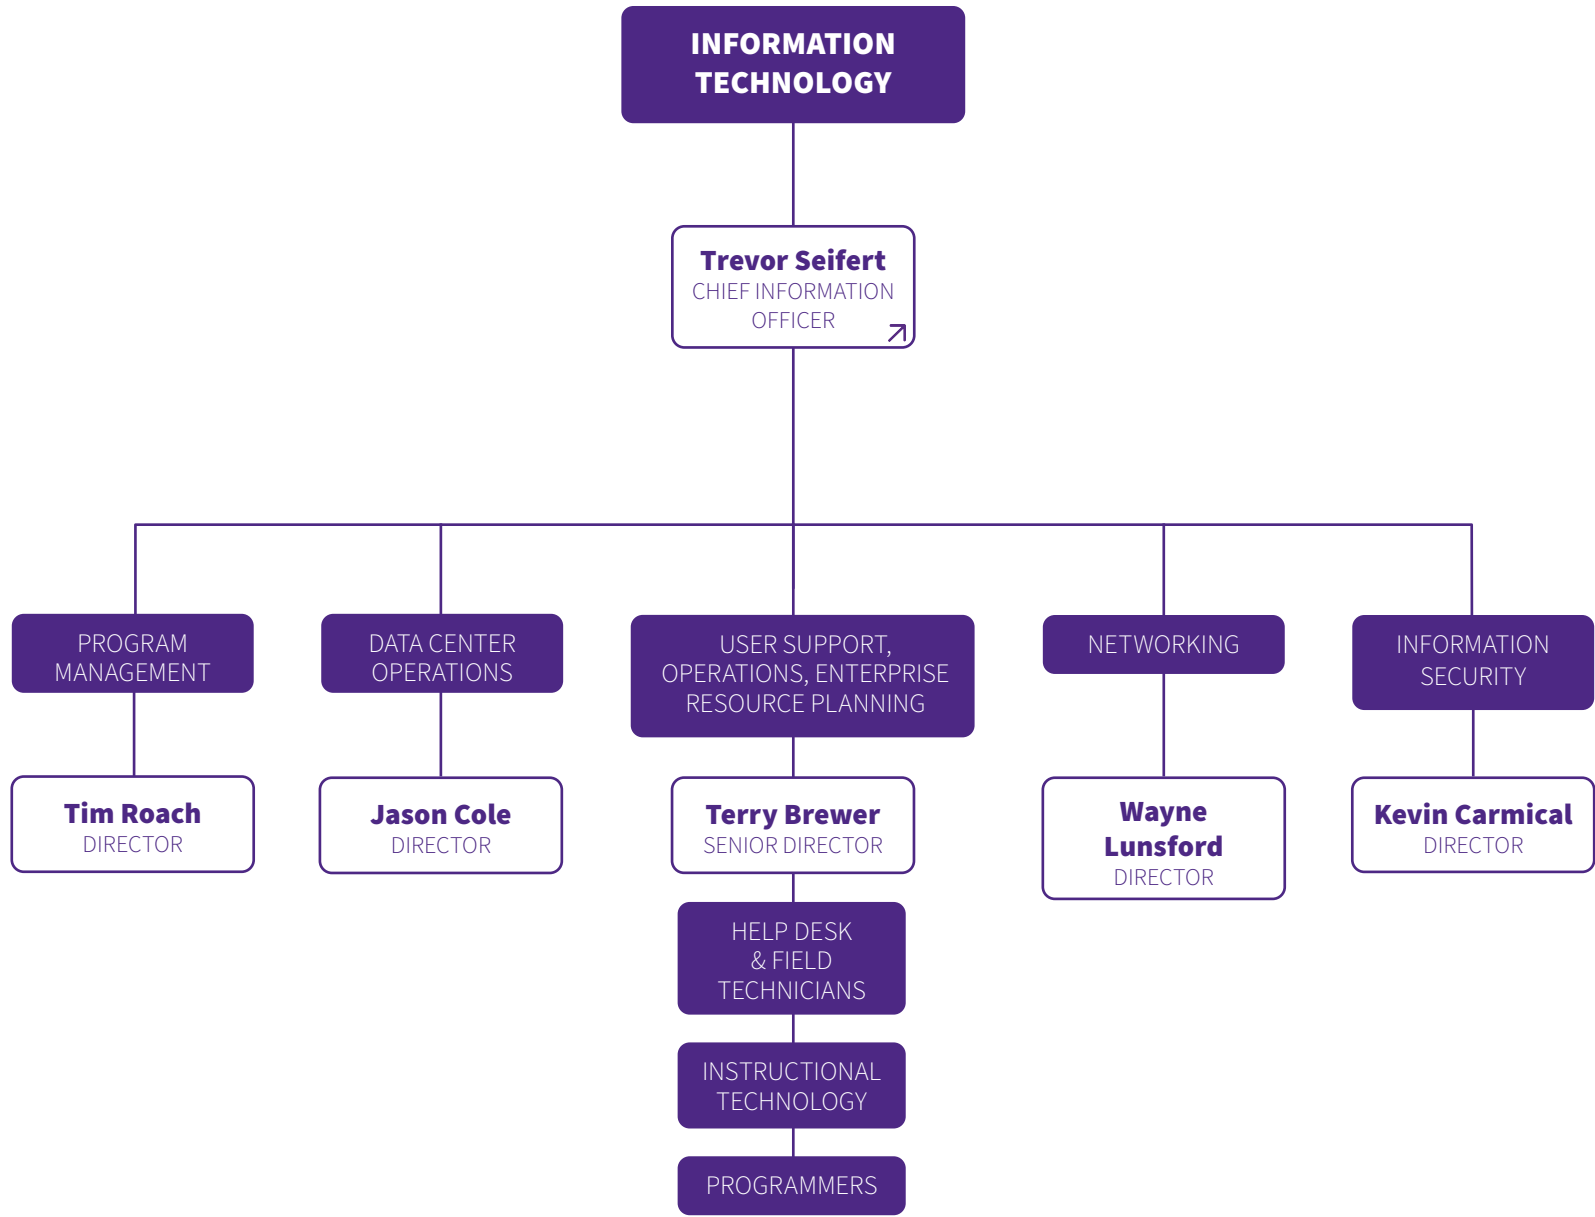 INFORMATION
TECHNOLOGY
Trevor Seifert
CHIEF INFORMATION
OFFICER
PROGRAM
MANAGEMENT
Tim Roach
DIRECTOR
DATA CENTER
OPERATIONS
Jason Cole
DIRECTOR
USER SUPPORT,
OPERATIONS, ENTERPRISE
RESOURCE PLANNING
Terry Brewer
SENIOR DIRECTOR
HELP DESK
& FIELD
TECHNICIANS
INSTRUCTIONAL
TECHNOLOGY
PROGRAMMERS
NETWORKING
Wayne
Lunsford
DIRECTOR
INFORMATION
SECURITY
Kevin Carmical
DIRECTOR